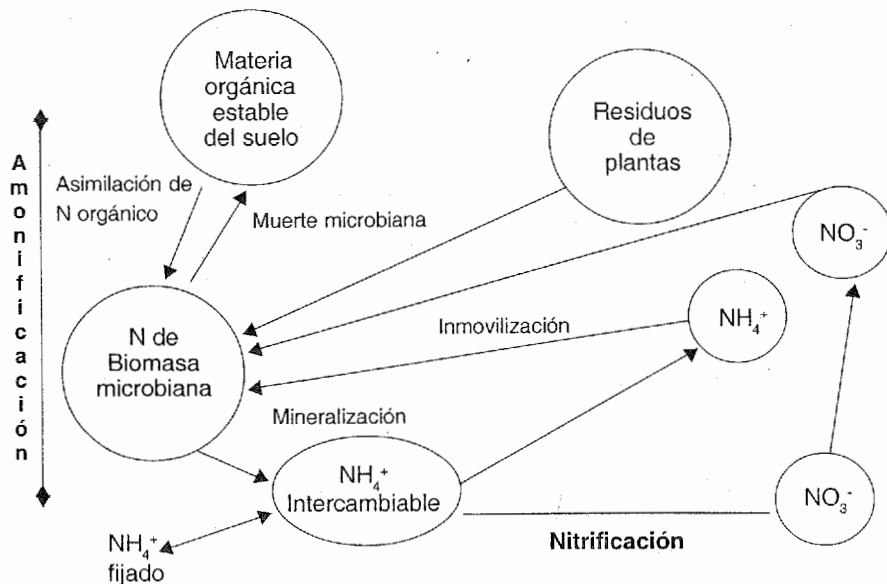 Materia
orgánica
estable
del suelo
Residuos
de
plantas
Amonificación
Asimilación de
N orgánico
Muerte microbiana
NO₃⁻
NH₄⁺
Inmovilización
N de
Biomasa
microbiana
Mineralización
NH₄⁺
Intercambiable
NO₃⁻
Nitrificación
NH₄⁺
fijado